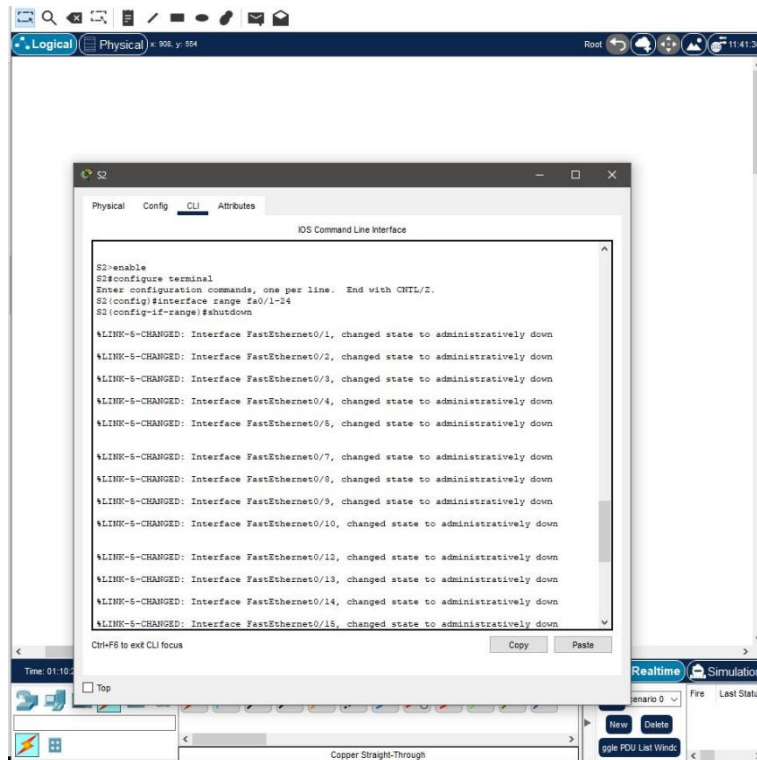 Logical
Physical
x: 908, y: 554
Root
S2
Physical Config CLI Attributes
IOS Command Line Interface
S2>enable
S2#configure terminal
Enter configuration commands, one per line. End with CNTL/Z.
S2(config)#interface range fa0/1-24
S2(config-if-range)#shutdown
%LINK-5-CHANGED: Interface FastEthernet0/1, changed state to administratively down
%LINK-5-CHANGED: Interface FastEthernet0/2, changed state to administratively down
%LINK-5-CHANGED: Interface FastEthernet0/3, changed state to administratively down
%LINK-5-CHANGED: Interface FastEthernet0/4, changed state to administratively down
%LINK-5-CHANGED: Interface FastEthernet0/5, changed state to administratively down
%LINK-5-CHANGED: Interface FastEthernet0/7, changed state to administratively down
%LINK-5-CHANGED: Interface FastEthernet0/8, changed state to administratively down
%LINK-5-CHANGED: Interface FastEthernet0/9, changed state to administratively down
%LINK-5-CHANGED: Interface FastEthernet0/10, changed state to administratively down
%LINK-5-CHANGED: Interface FastEthernet0/12, changed state to administratively down
%LINK-5-CHANGED: Interface FastEthernet0/13, changed state to administratively down
%LINK-5-CHANGED: Interface FastEthernet0/14, changed state to administratively down
%LINK-5-CHANGED: Interface FastEthernet0/15, changed state to administratively down
Ctrl+F6 to exit CLI focus
Copy Paste
Top
Realtime Simulation
enario 0
Fire Last Statu
New Delete
ggle PDU List Windo
Copper Straight-Through